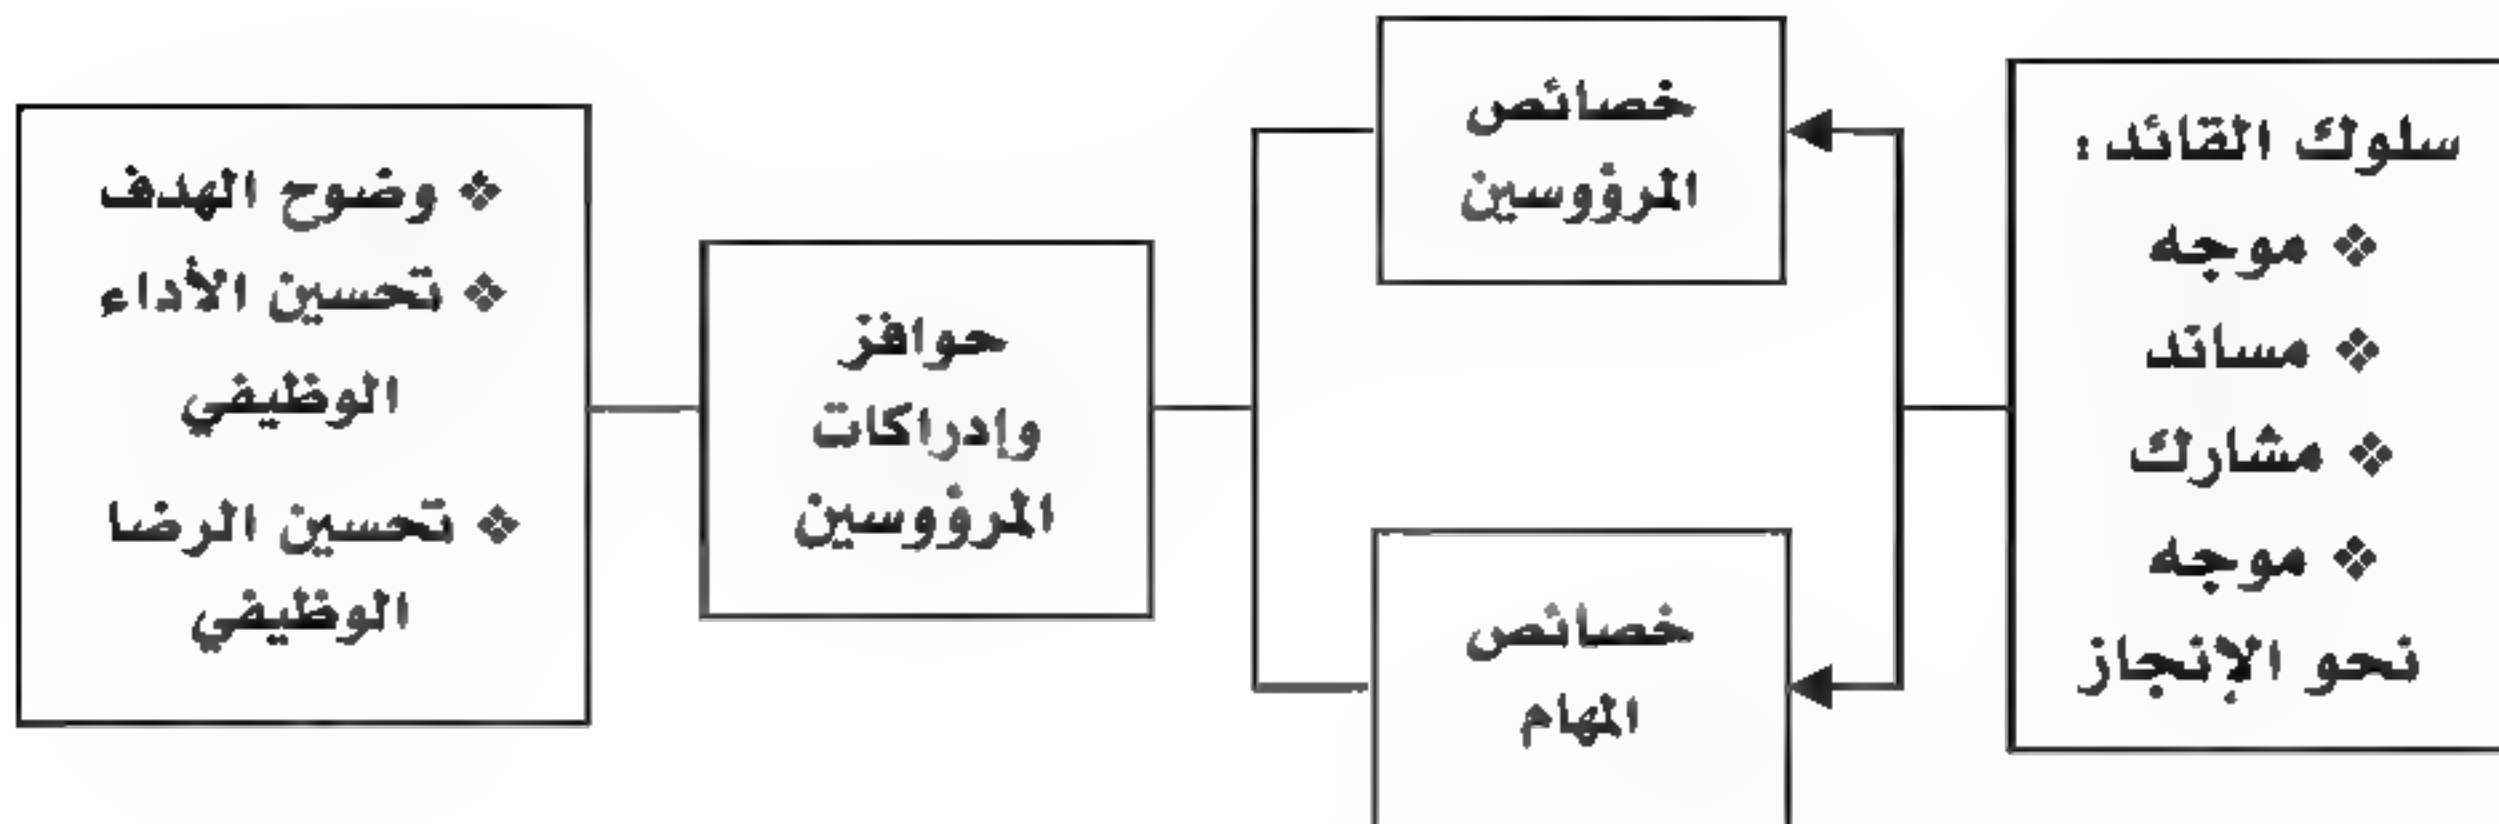 سلوك القائد :
❖ موجه
❖ مساند
❖ مشارك
❖ موجه
نحو الإنجاز
خصائص
المرؤوسين
خصائص
المهام
حوافز
وإدراكات
المرؤوسين
❖ وضوح الهدف
❖ تحسين الأداء
الوظيفي
❖ تحسين الرضا
الوظيفي